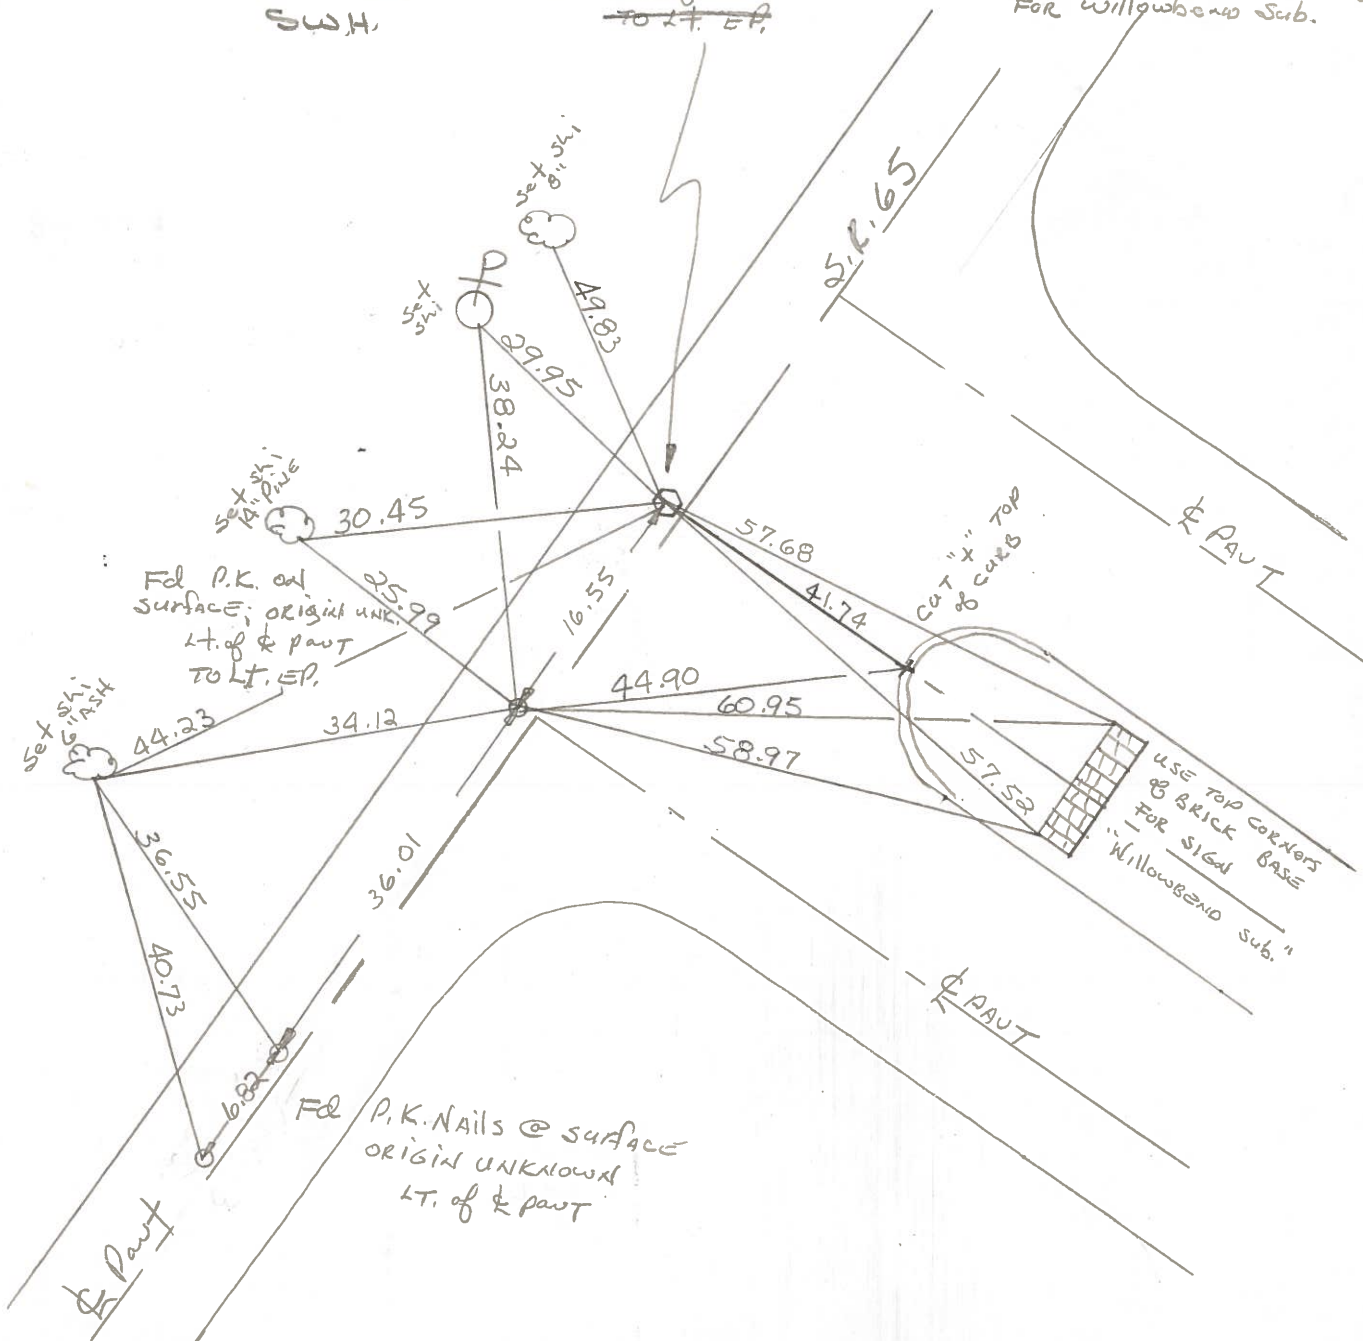 S.W.H.
TO Lt. EP.
FOR Willowbend Sub.
Set Shi
8"
Set
Shi
49.83
29.95
38.24
S.R. 65
Set Shi
14" PINE
30.45
25.99
Fd P.K. on
SURFACE; ORIGIN UNK.
Lt. of ℄ PAVT
TO LT. EP.
Set Shi
6" ASH
44.23
34.12
16.55
57.68
41.74
CUT "X" TOP
of CURB
℄ PAVT
44.90
60.95
58.97
57.52
USE TOP CORNERS
of BRICK BASE
FOR SIGN
"WillowBEND Sub."
36.01
36.55
40.73
6.82
℄ PAVT
Fd P.K. NAils @ SURFACE
ORIGIN UNKNOWN
LT. of ℄ PAVT
℄ Pavt